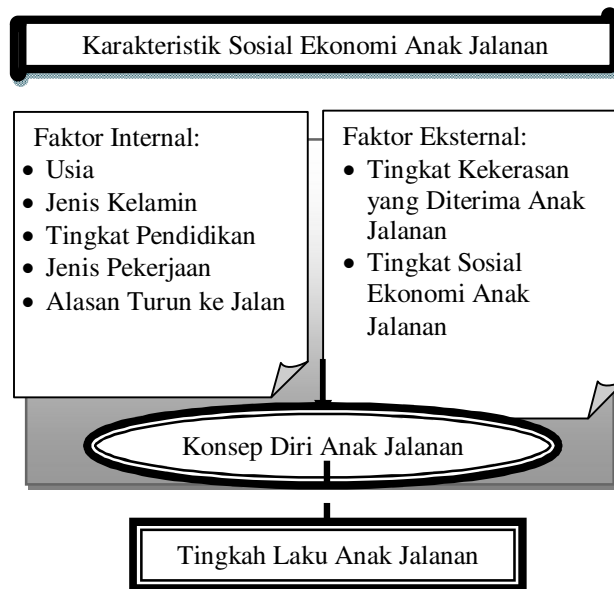 Karakteristik Sosial Ekonomi Anak Jalanan
Faktor Internal:
• Usia
• Jenis Kelamin
• Tingkat Pendidikan
• Jenis Pekerjaan
• Alasan Turun ke Jalan
Faktor Eksternal:
• Tingkat Kekerasan
yang Diterima Anak
Jalanan
• Tingkat Sosial
Ekonomi Anak
Jalanan
Konsep Diri Anak Jalanan
Tingkah Laku Anak Jalanan